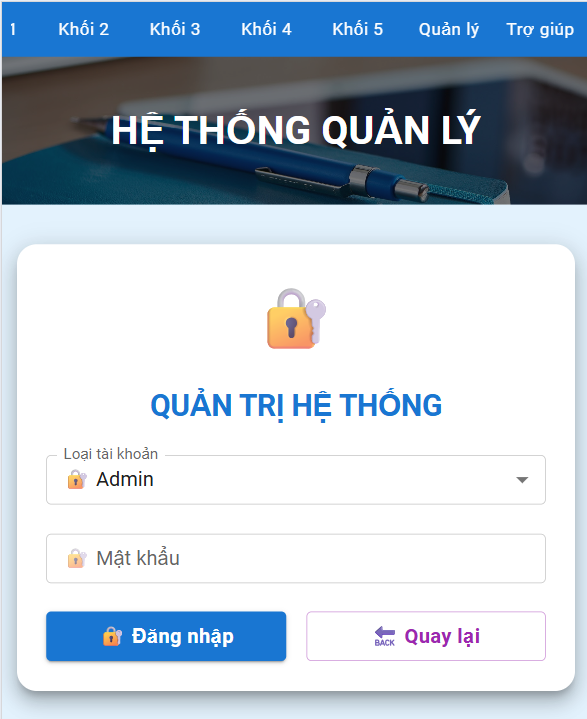 1 Khối 2 Khối 3 Khối 4 Khối 5 Quản lý Trợ giúp
HỆ THỐNG QUẢN LÝ
QUẢN TRỊ HỆ THỐNG
Loại tài khoản
Admin
Mật khẩu
Đăng nhập
BACK Quay lại